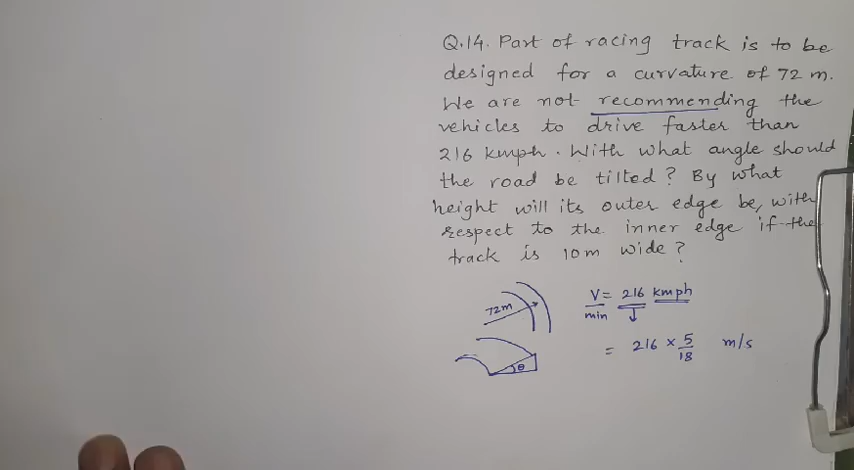 Q.14. Part of racing track is to be
designed for a curvature of 72 m.
We are not recommending the
vehicles to drive faster than
216 kmph. With what angle should
the road be tilted? By what
height will its outer edge be, with
respect to the inner edge if the
track is 10m wide?
72m
V = 216 kmph
min
= 216 × 5/18 m/s
θ